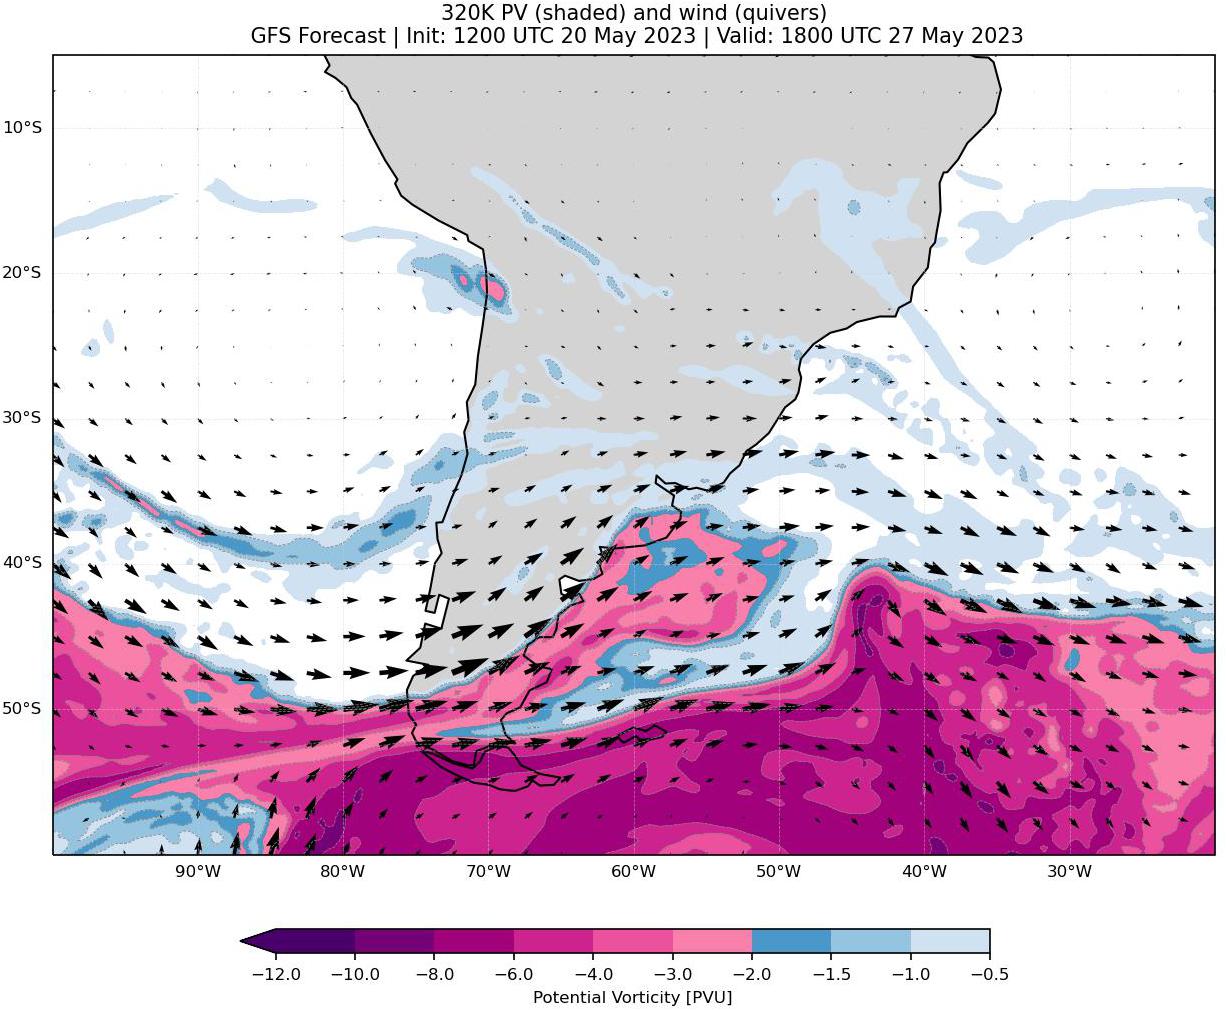 320K PV (shaded) and wind (quivers)
GFS Forecast | Init: 1200 UTC 20 May 2023 | Valid: 1800 UTC 27 May 2023
10°S
20°S
30°S
40°S
50°S
90°W
80°W
70°W
60°W
50°W
40°W
30°W
−12.0
−10.0
−8.0
−6.0
−4.0
−3.0
−2.0
−1.5
−1.0
−0.5
Potential Vorticity [PVU]